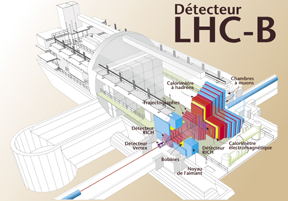 Détecteur
LHC-B
Chambres
à muons
Calorimètre
à hadrons
Trajectographes
Détecteur
RICH
Détecteur
Vertex
Bobines
Noyau
de l'aimant
Détecteur
RICH
Calorimètre
électromagnétique